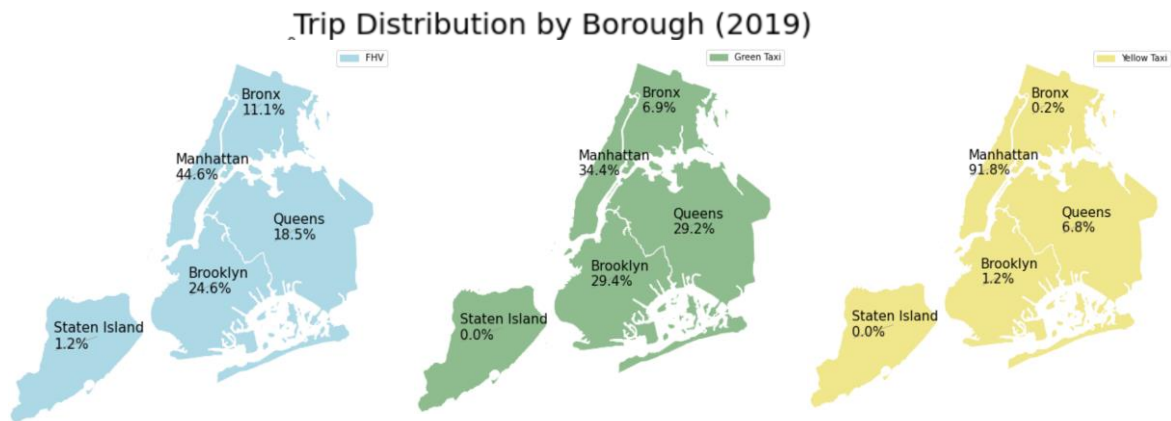 Trip Distribution by Borough (2019)
FHV
Bronx
11.1%
Manhattan
44.6%
Queens
18.5%
Brooklyn
24.6%
Staten Island
1.2%
Green Taxi
Bronx
6.9%
Manhattan
34.4%
Queens
29.2%
Brooklyn
29.4%
Staten Island
0.0%
Yellow Taxi
Bronx
0.2%
Manhattan
91.8%
Queens
6.8%
Brooklyn
1.2%
Staten Island
0.0%